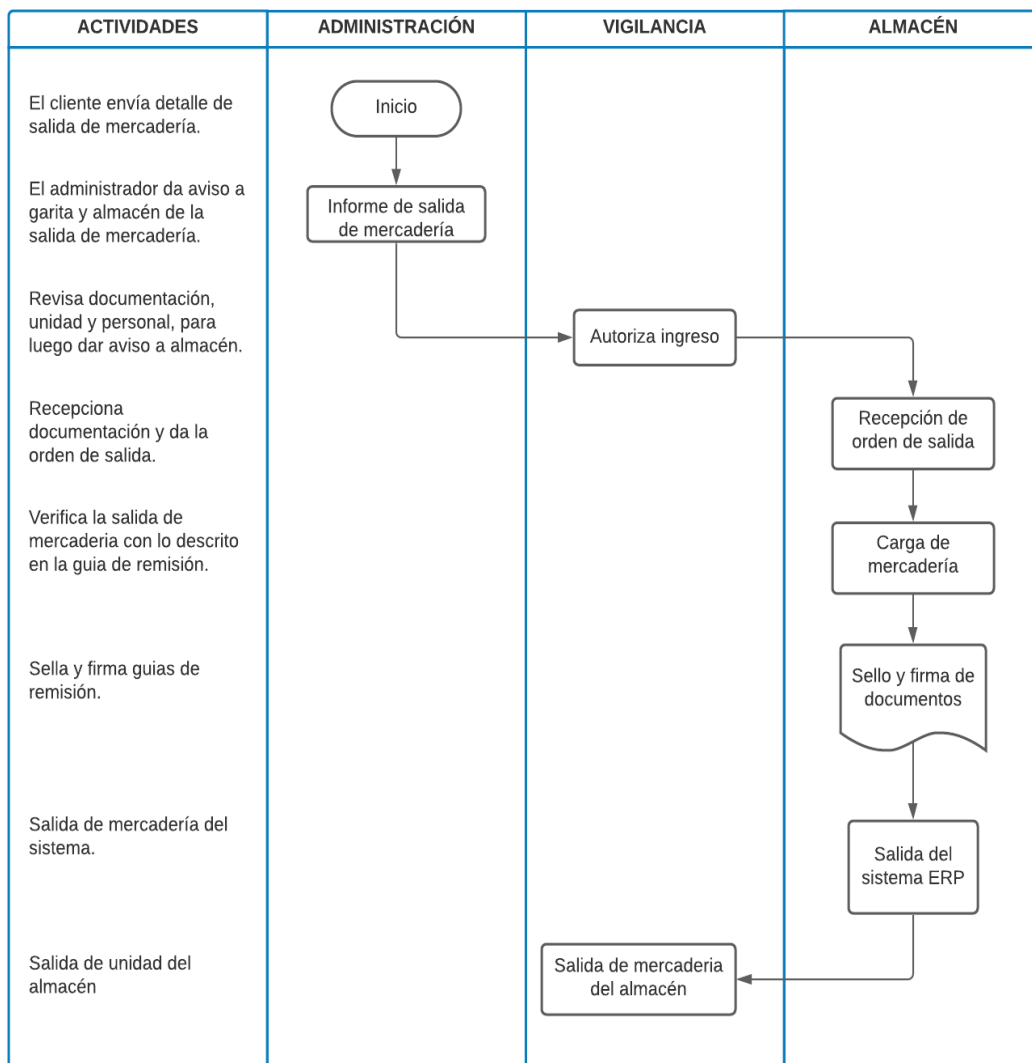 ACTIVIDADES
ADMINISTRACIÓN
VIGILANCIA
ALMACÉN
El cliente envía detalle de
salida de mercadería.
Inicio
El administrador da aviso a
garita y almacén de la
salida de mercadería.
Informe de salida
de mercadería
Revisa documentación,
unidad y personal, para
luego dar aviso a almacén.
Autoriza ingreso
Recepciona
documentación y da la
orden de salida.
Recepción de
orden de salida
Verifica la salida de
mercaderia con lo descrito
en la guia de remisión.
Carga de
mercadería
Sella y firma guias de
remisión.
Sello y firma de
documentos
Salida de mercadería del
sistema.
Salida del
sistema ERP
Salida de unidad del
almacén
Salida de mercaderia
del almacén